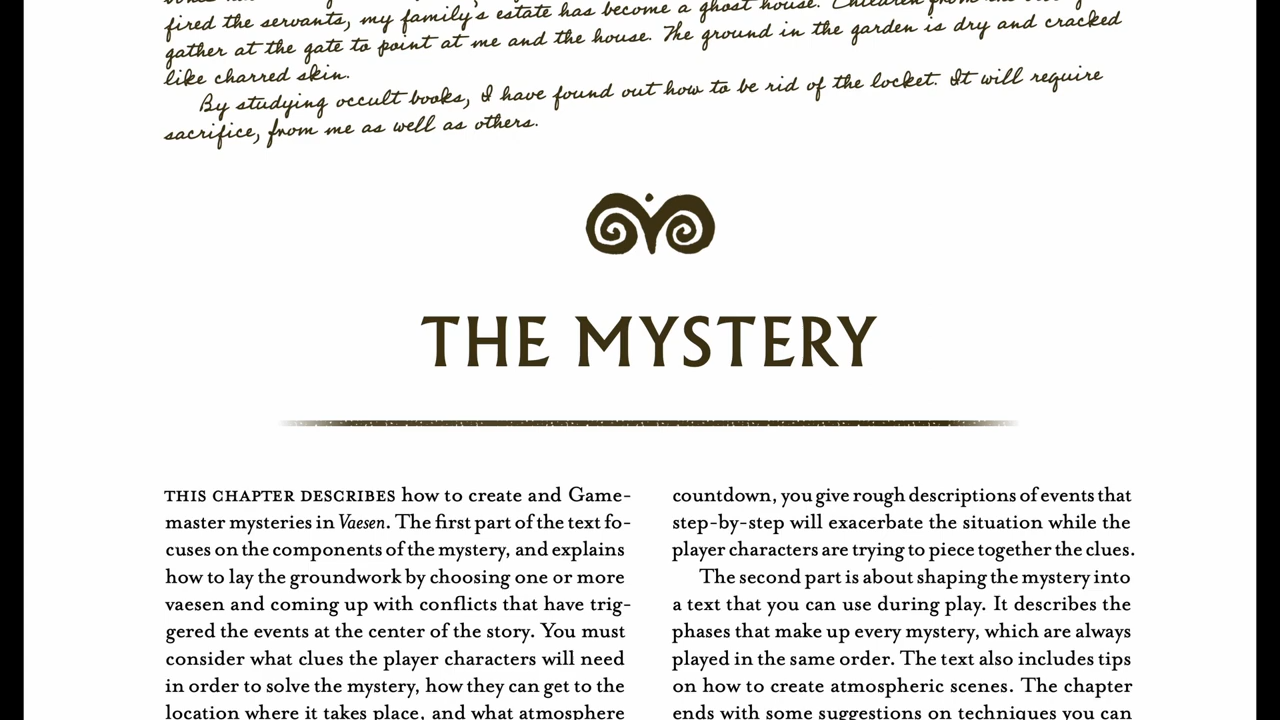 fired the servants, my family's estate has become a ghost house. Children from the
gather at the gate to point at me and the house. The ground in the garden is dry and cracked
like charred skin.
By studying occult books, I have found out how to be rid of the locket. It will require
sacrifice, from me as well as others.
THE MYSTERY
THIS CHAPTER DESCRIBES how to create and Game-
master mysteries in Vaesen. The first part of the text fo-
cuses on the components of the mystery, and explains
how to lay the groundwork by choosing one or more
vaesen and coming up with conflicts that have trig-
gered the events at the center of the story. You must
consider what clues the player characters will need
in order to solve the mystery, how they can get to the
location where it takes place, and what atmosphere
countdown, you give rough descriptions of events that
step-by-step will exacerbate the situation while the
player characters are trying to piece together the clues.
The second part is about shaping the mystery into
a text that you can use during play. It describes the
phases that make up every mystery, which are always
played in the same order. The text also includes tips
on how to create atmospheric scenes. The chapter
ends with some suggestions on techniques you can